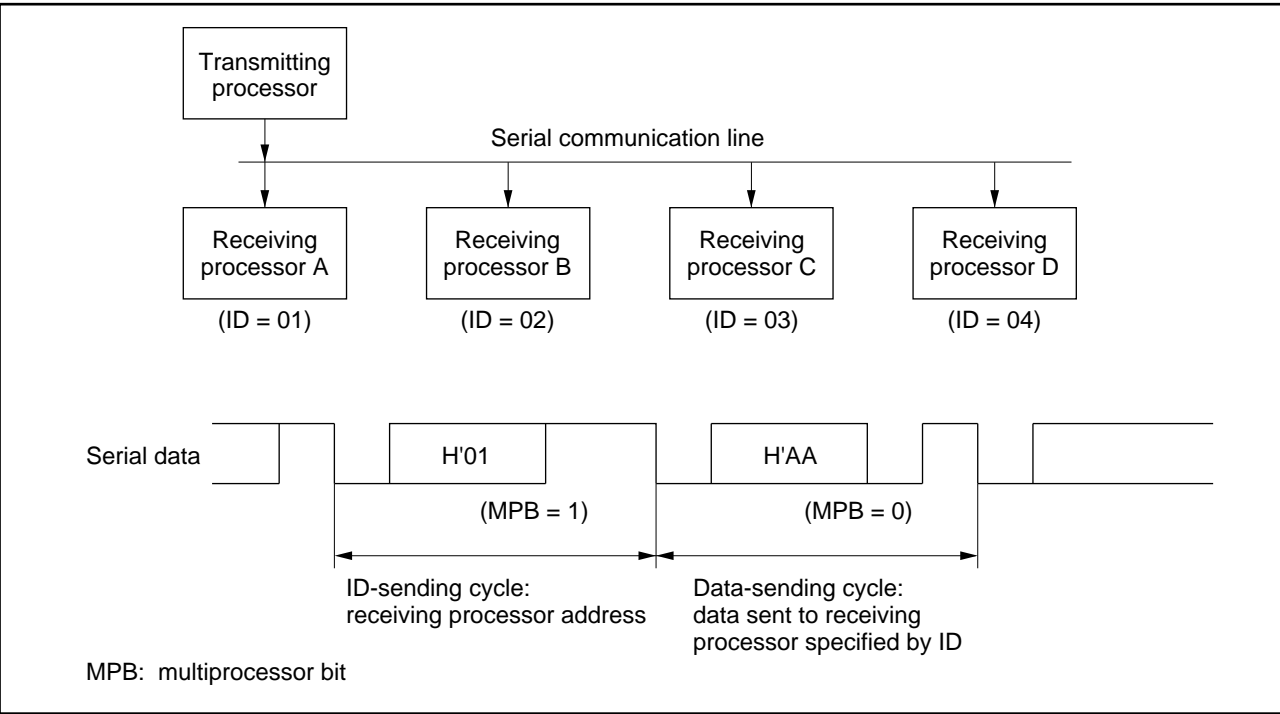 Transmitting
processor
Serial communication line
Receiving
processor A
Receiving
processor B
Receiving
processor C
Receiving
processor D
(ID = 01)
(ID = 02)
(ID = 03)
(ID = 04)
Serial data
H'01
H'AA
(MPB = 1)
(MPB = 0)
ID-sending cycle:
receiving processor address
Data-sending cycle:
data sent to receiving
processor specified by ID
MPB: multiprocessor bit